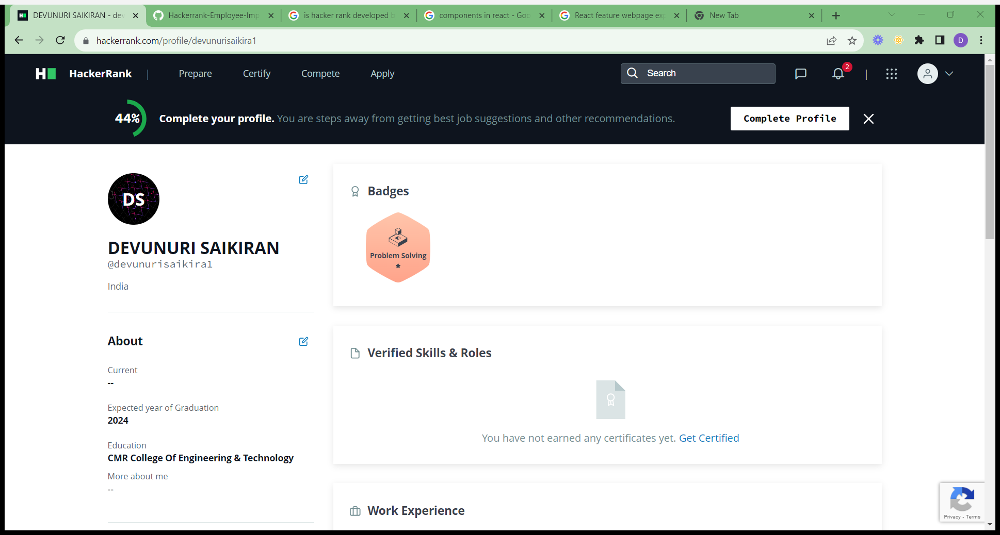 DEVUNURI SAIKIRAN - dev
Hackerrank-Employee-Imp
is hacker rank developed b
components in react - Goo
React feature webpage exp
New Tab
hackerrank.com/profile/devunurisaikira1
D
H
HackerRank | Prepare Certify Compete Apply
Search
2
|
44%
Complete your profile. You are steps away from getting best job suggestions and other recommendations.
Complete Profile
DS
DEVUNURI SAIKIRAN
@devunurisaikira1
India
About
Current
--
Expected year of Graduation
2024
Education
CMR College Of Engineering & Technology
More about me
--
Badges
Problem Solving
Verified Skills & Roles
You have not earned any certificates yet. Get Certified
Work Experience
Privacy - Terms